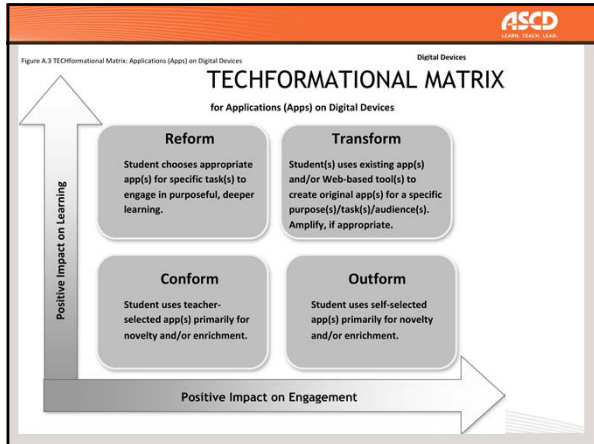 ASCD
LEARN. TEACH. LEAD.
Figure A.3 TECHformational Matrix: Applications (Apps) on Digital Devices
Digital Devices
TECHFORMATIONAL MATRIX
for Applications (Apps) on Digital Devices
Positive Impact on Learning
Reform
Student chooses appropriate
app(s) for specific task(s) to
engage in purposeful, deeper
learning.
Transform
Student(s) uses existing app(s)
and/or Web-based tool(s) to
create original app(s) for a specific
purpose(s)/task(s)/audience(s).
Amplify, if appropriate.
Conform
Student uses teacher-
selected app(s) primarily for
novelty and/or enrichment.
Outform
Student uses self-selected
app(s) primarily for novelty
and/or enrichment.
Positive Impact on Engagement